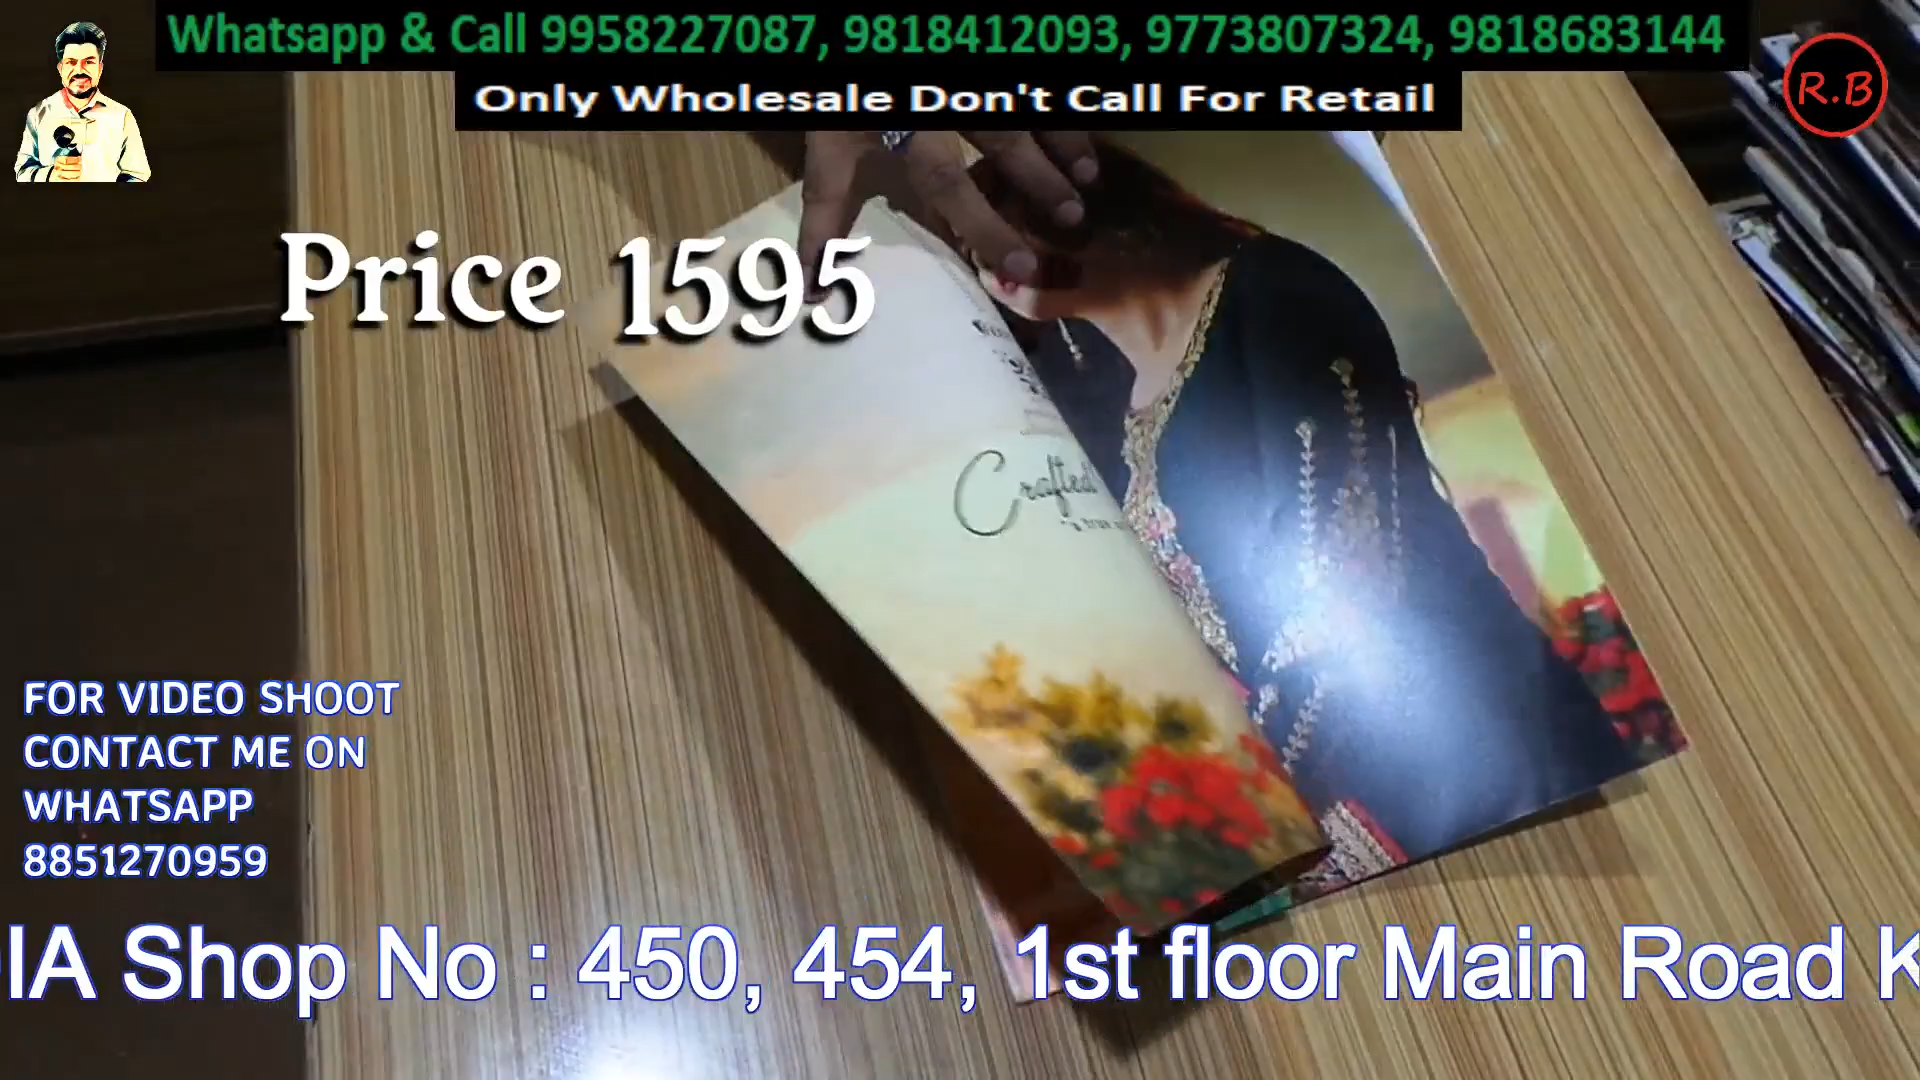 Whatsapp & Call 9958227087, 9818412093, 9773807324, 9818683144
Only Wholesale Don't Call For Retail
R.B
Price 1595
Crafted
FOR VIDEO SHOOT
CONTACT ME ON
WHATSAPP
8851270959
IA Shop No : 450, 454, 1st floor Main Road K